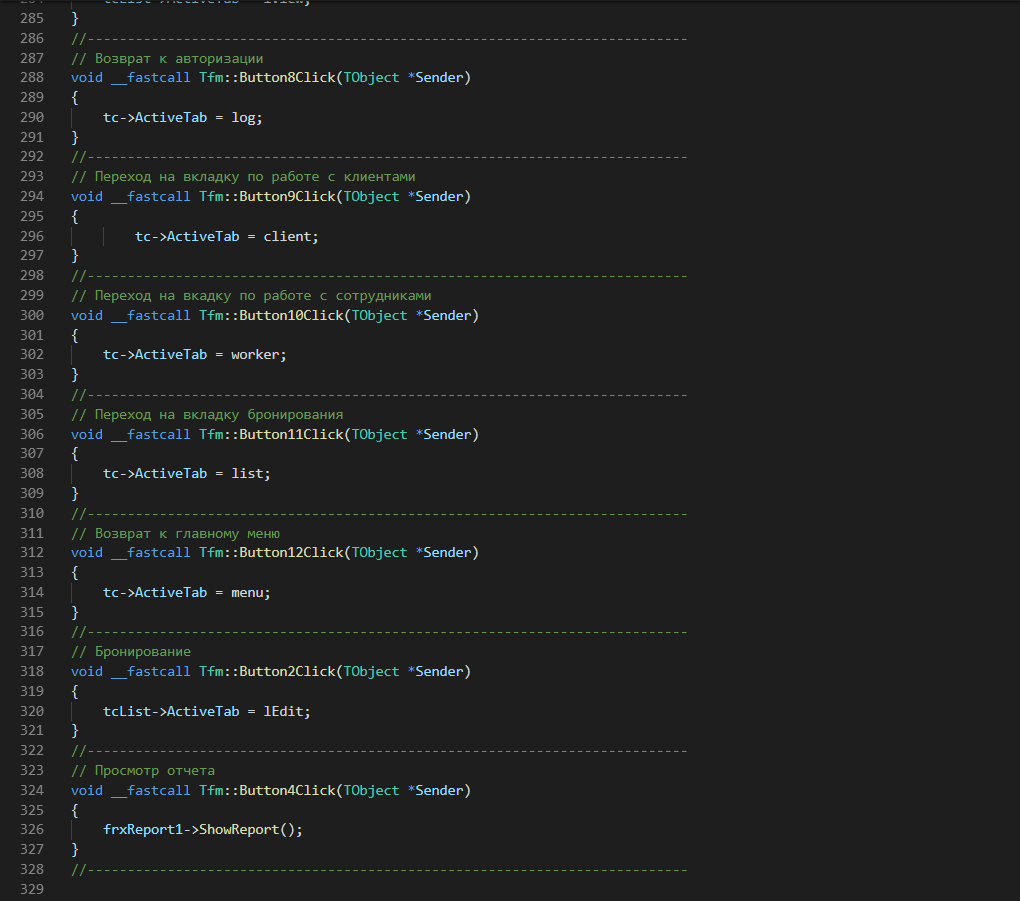 285 }
286 //---------------------------------------------------------------------------
287 // Возврат к авторизации
288 void __fastcall Tfm::Button8Click(TObject *Sender)
289 {
290     tc->ActiveTab = log;
291 }
292 //---------------------------------------------------------------------------
293 // Переход на вкладку по работе с клиентами
294 void __fastcall Tfm::Button9Click(TObject *Sender)
295 {
296         tc->ActiveTab = client;
297 }
298 //---------------------------------------------------------------------------
299 // Переход на вкадку по работе с сотрудниками
300 void __fastcall Tfm::Button10Click(TObject *Sender)
301 {
302     tc->ActiveTab = worker;
303 }
304 //---------------------------------------------------------------------------
305 // Переход на вкладку бронирования
306 void __fastcall Tfm::Button11Click(TObject *Sender)
307 {
308     tc->ActiveTab = list;
309 }
310 //---------------------------------------------------------------------------
311 // Возврат к главному меню
312 void __fastcall Tfm::Button12Click(TObject *Sender)
313 {
314     tc->ActiveTab = menu;
315 }
316 //---------------------------------------------------------------------------
317 // Бронирование
318 void __fastcall Tfm::Button2Click(TObject *Sender)
319 {
320     tcList->ActiveTab = lEdit;
321 }
322 //---------------------------------------------------------------------------
323 // Просмотр отчета
324 void __fastcall Tfm::Button4Click(TObject *Sender)
325 {
326     frxReport1->ShowReport();
327 }
328 //---------------------------------------------------------------------------
329